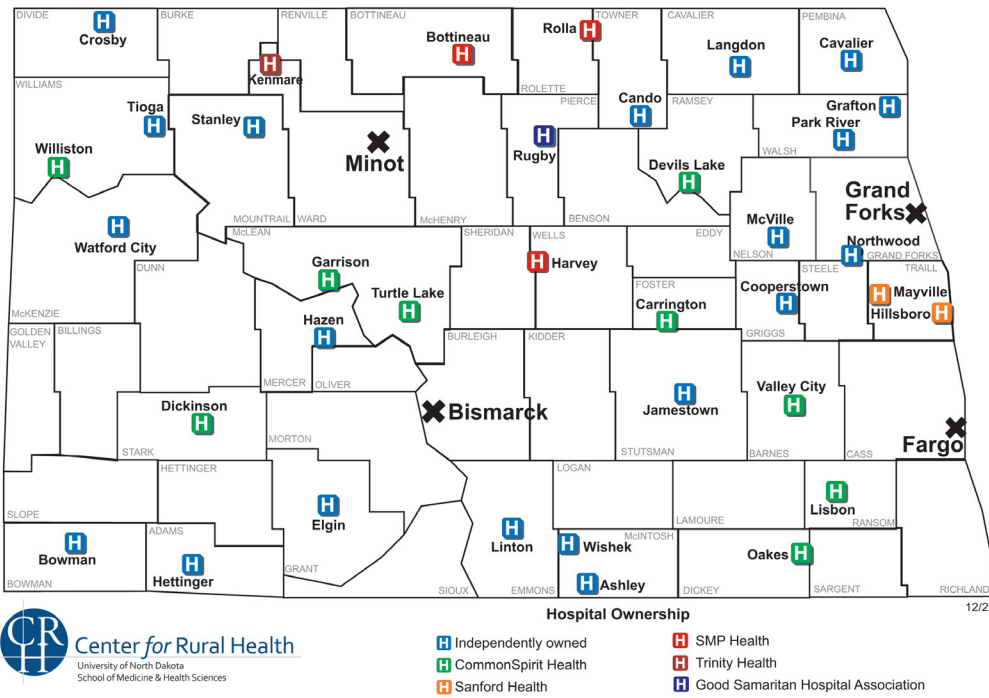 DIVIDE
BURKE
RENVILLE
BOTTINEAU
TOWNER
CAVALIER
PEMBINA
Crosby
Bottineau
Rolla
Langdon
Cavalier
Kenmare
WILLIAMS
ROLETTE
PIERCE
RAMSEY
Tioga
Stanley
Cando
Grafton
Park River
Williston
Minot
Rugby
WALSH
Devils Lake
Grand
Forks
McVille
Watford City
MOUNTRAIL
WARD
McHENRY
BENSON
McLEAN
SHERIDAN
WELLS
EDDY
NELSON
Northwood
GRAND FORKS
DUNN
Garrison
Harvey
STEELE
TRAILL
FOSTER
Turtle Lake
Carrington
Cooperstown
Mayville
Hillsboro
McKENZIE
Hazen
GOLDEN
VALLEY
BILLINGS
BURLEIGH
KIDDER
GRIGGS
MERCER
OLIVER
Dickinson
Bismarck
Jamestown
Valley City
Fargo
STARK
MORTON
STUTSMAN
BARNES
CASS
HETTINGER
LOGAN
SLOPE
Elgin
LAMOURE
Lisbon
RANSOM
ADAMS
Bowman
Hettinger
Linton
Wishek
McINTOSH
Oakes
Ashley
BOWMAN
GRANT
SIOUX
EMMONS
DICKEY
SARGENT
RICHLAND
12/2
Hospital Ownership
H Independently owned
H CommonSpirit Health
H Sanford Health
H SMP Health
H Trinity Health
H Good Samaritan Hospital Association
CRH
Center for Rural Health
University of North Dakota
School of Medicine & Health Sciences